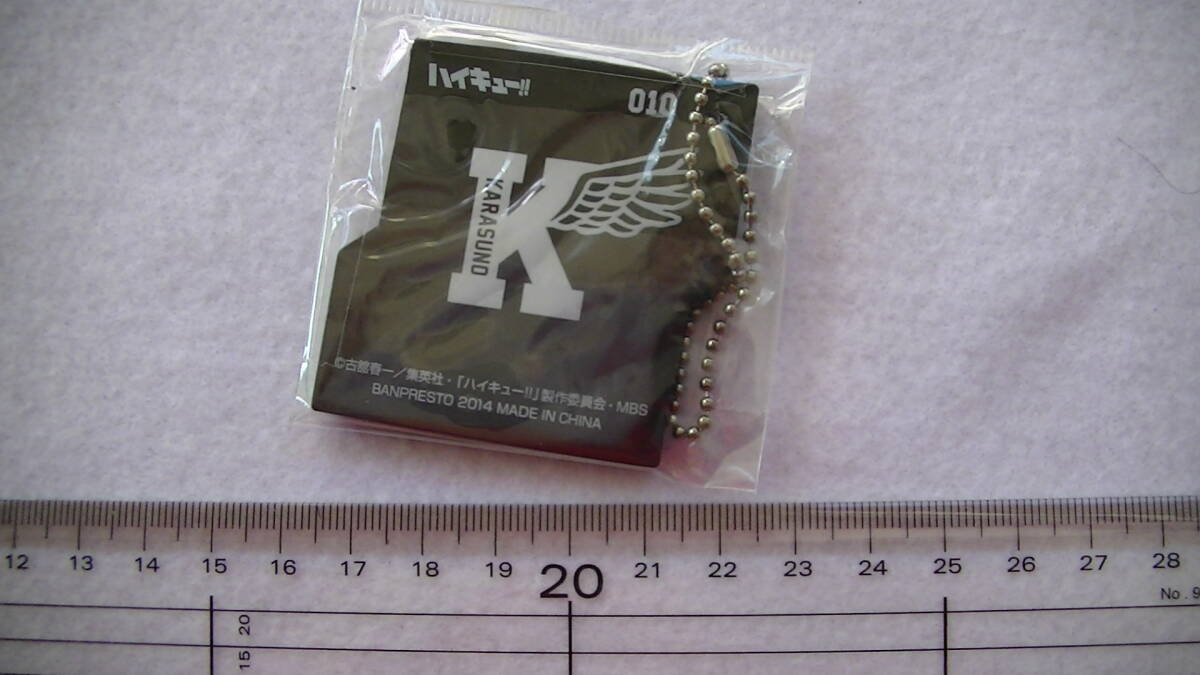 ハイキュー!!
010
K
KARASUNO
©古舘春一/集英社・「ハイキュー!!」製作委員会・MBS
BANPRESTO 2014 MADE IN CHINA
12 13 14 15 16 17 18 19 20 21 22 23 24 25 26 27 28
No. 9
15 20